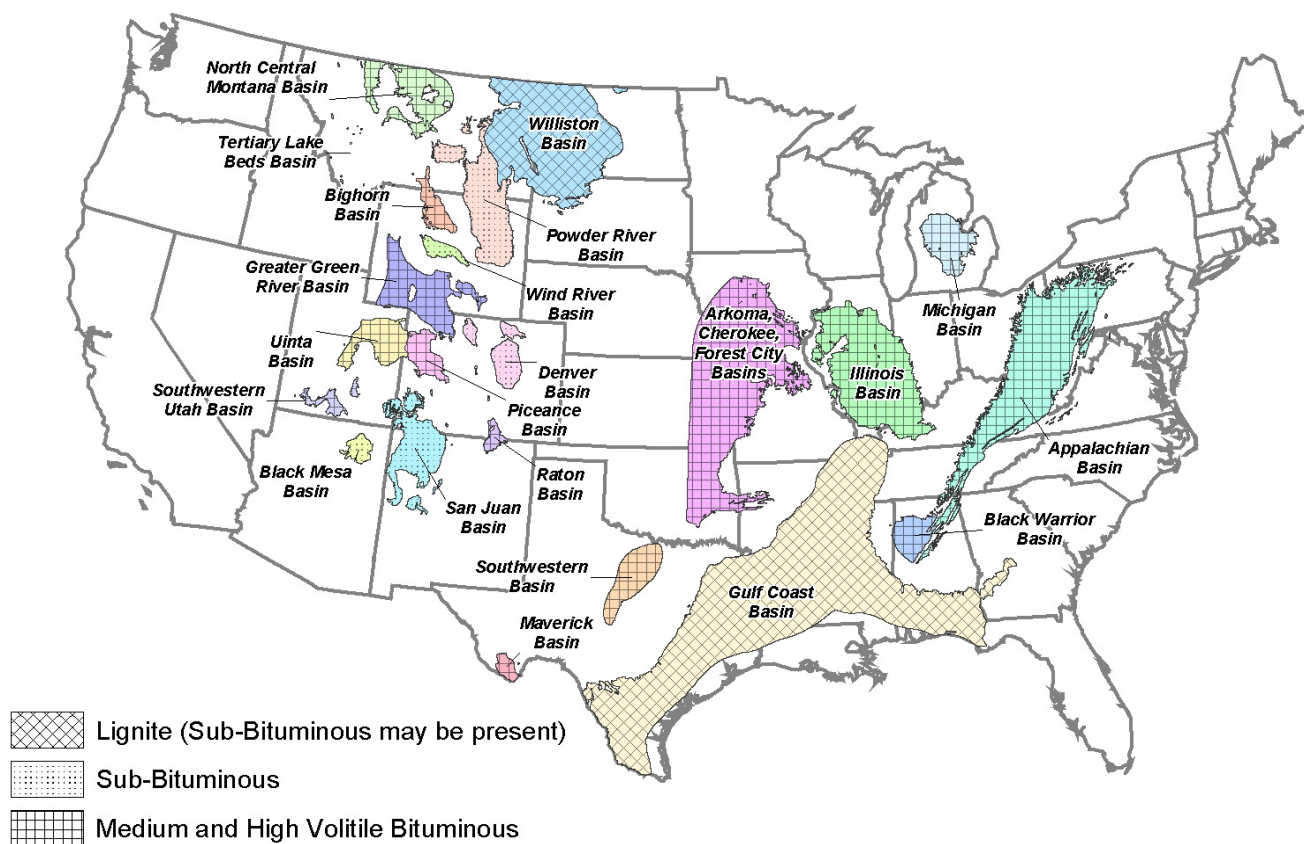 North Central
Montana Basin
Williston
Basin
Tertiary Lake
Beds Basin
Bighorn
Basin
Powder River
Basin
Greater Green
River Basin
Wind River
Basin
Michigan
Basin
Arkoma,
Cherokee,
Forest City
Basins
Uinta
Basin
Illinois
Basin
Denver
Basin
Southwestern
Utah Basin
Piceance
Basin
Appalachian
Basin
Black Mesa
Basin
Raton
Basin
San Juan
Basin
Black Warrior
Basin
Southwestern
Basin
Gulf Coast
Basin
Maverick
Basin
Lignite (Sub-Bituminous may be present)
Sub-Bituminous
Medium and High Volitile Bituminous